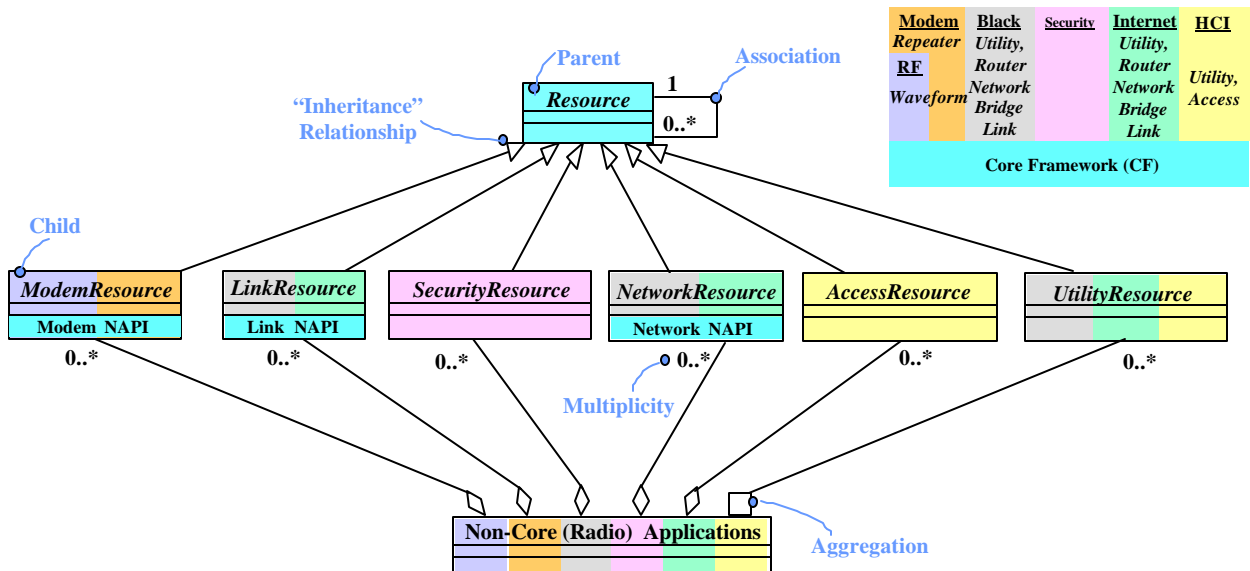 Modem
Repeater
RF
Waveform
Black
Utility,
Router
Network
Bridge
Link
Security
Internet
Utility,
Router
Network
Bridge
Link
HCI
Utility,
Access
Core Framework (CF)
Parent
Association
“Inheritance”
Relationship
Resource
1
0..*
Child
ModemResource
Modem NAPI
LinkResource
Link NAPI
SecurityResource
NetworkResource
Network NAPI
AccessResource
UtilityResource
0..*
0..*
0..*
0..*
0..*
0..*
Multiplicity
Non-Core (Radio) Applications
Aggregation